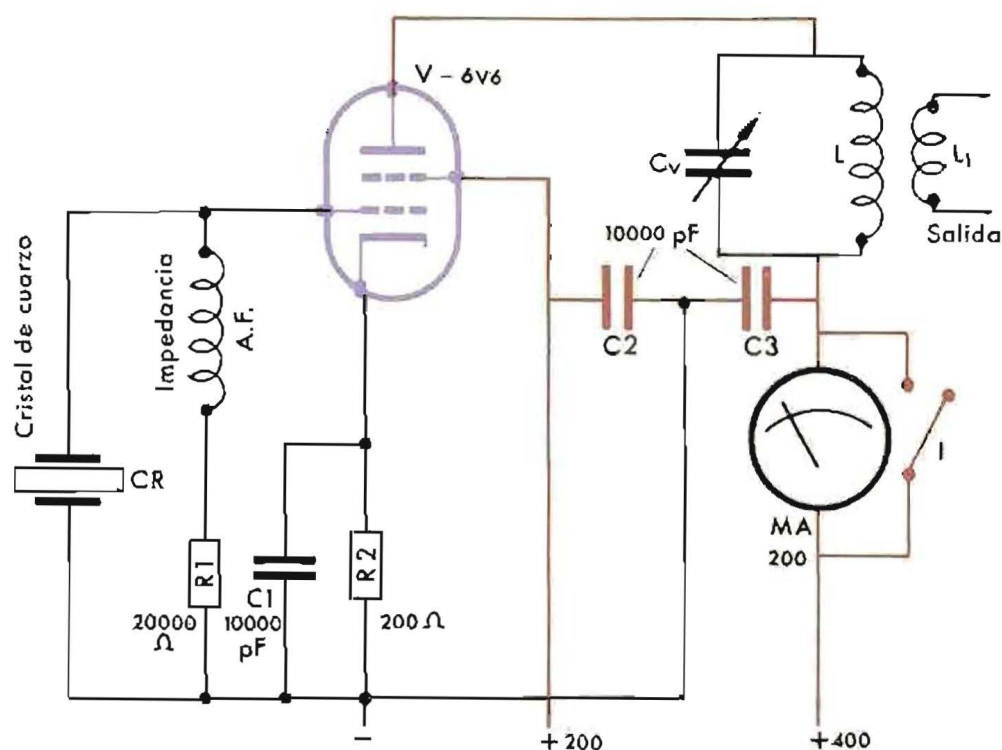 V - 6v6
Cv
L
L1
Salida
10000 pF
C2
C3
Cristal de cuarzo
Impedancia
A.F.
CR
R1
20000
Ω
C1
10000
pF
R2
200 Ω
MA
200
I
-
+200
+400